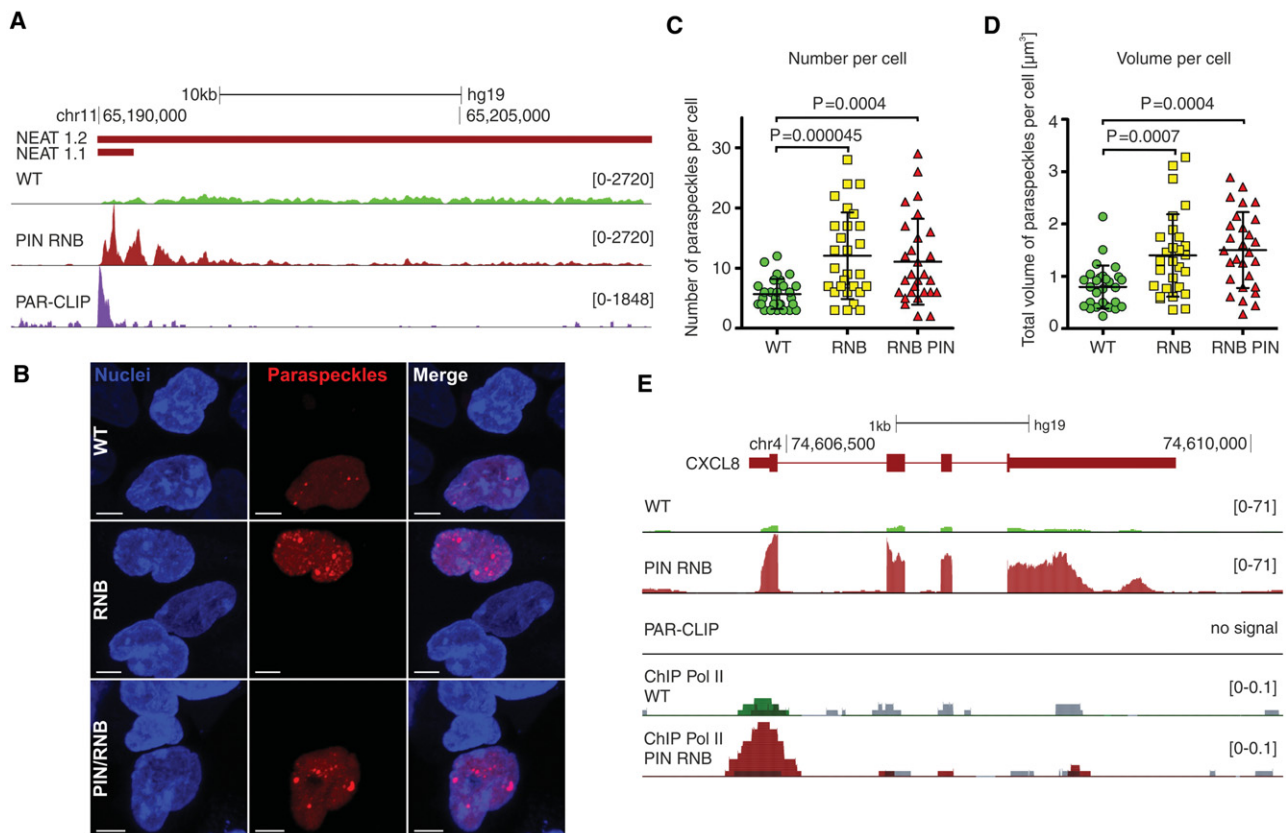 A
10kb hg19
chr11 65,190,000 65,205,000
NEAT 1.2
NEAT 1.1
WT [0-2720]
PIN RNB [0-2720]
PAR-CLIP [0-1848]
B
Nuclei Paraspeckles Merge
WT
RNB
PIN/RNB
C
Number per cell
P=0.0004
P=0.000045
Number of paraspeckles per cell
30
20
10
0
WT RNB RNB PIN
D
Volume per cell
P=0.0004
P=0.0007
Total volume of paraspeckles per cell [µm³]
4
3
2
1
0
WT RNB RNB PIN
E
1kb hg19
chr4 74,606,500 74,610,000
CXCL8
WT [0-71]
PIN RNB [0-71]
PAR-CLIP no signal
ChIP Pol II
WT [0-0.1]
ChIP Pol II
PIN RNB [0-0.1]